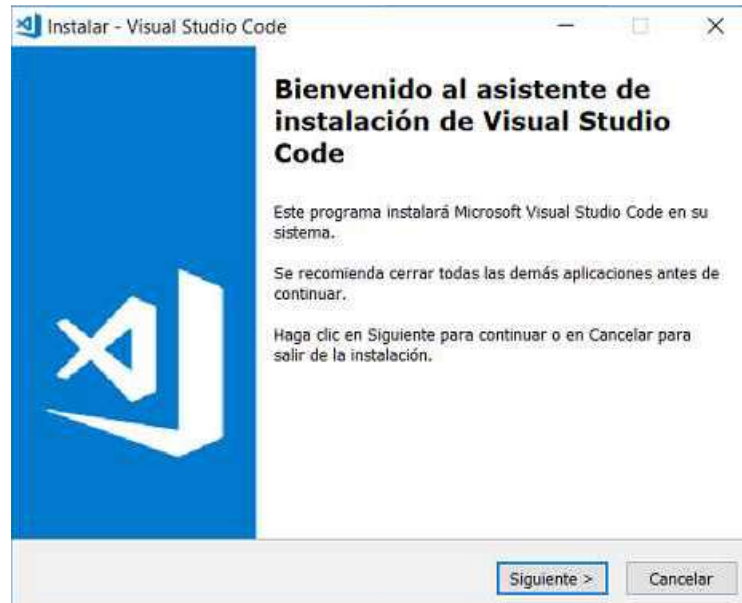 Instalar - Visual Studio Code
Bienvenido al asistente de
instalación de Visual Studio
Code
Este programa instalará Microsoft Visual Studio Code en su
sistema.
Se recomienda cerrar todas las demás aplicaciones antes de
continuar.
Haga clic en Siguiente para continuar o en Cancelar para
salir de la instalación.
Siguiente >
Cancelar